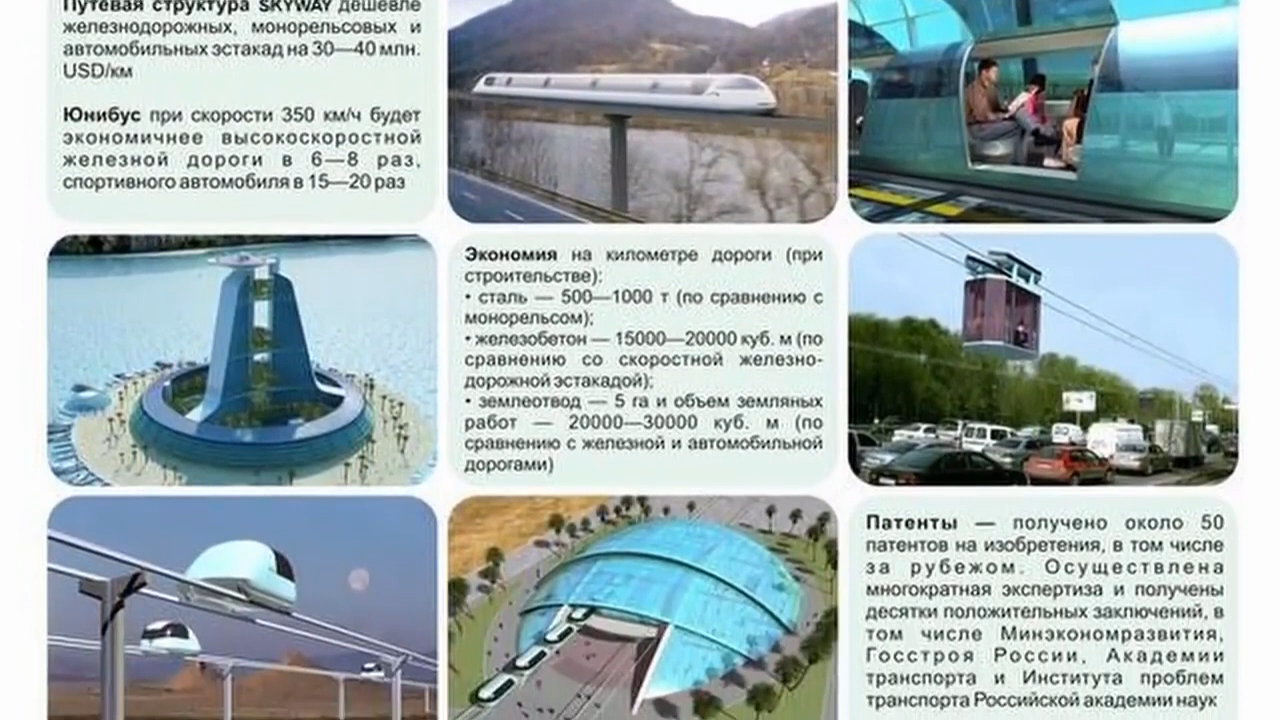 Путевая структура SKYWAY дешевле
железнодорожных, монорельсовых и
автомобильных эстакад на 30—40 млн.
USD/км
Юнибус при скорости 350 км/ч будет
экономичнее высокоскоростной
железной дороги в 6—8 раз,
спортивного автомобиля в 15—20 раз
Экономия на километре дороги (при
строительстве):
• сталь — 500—1000 т (по сравнению с
монорельсом);
• железобетон — 15000—20000 куб. м (по
сравнению со скоростной железно-
дорожной эстакадой);
• землеотвод — 5 га и объем земляных
работ — 20000—30000 куб. м (по
сравнению с железной и автомобильной
дорогами)
Патенты — получено около 50
патентов на изобретения, в том числе
за рубежом. Осуществлена
многократная экспертиза и получены
десятки положительных заключений, в
том числе Минэкономразвития,
Госстроя России, Академии
транспорта и Института проблем
транспорта Российской академии наук